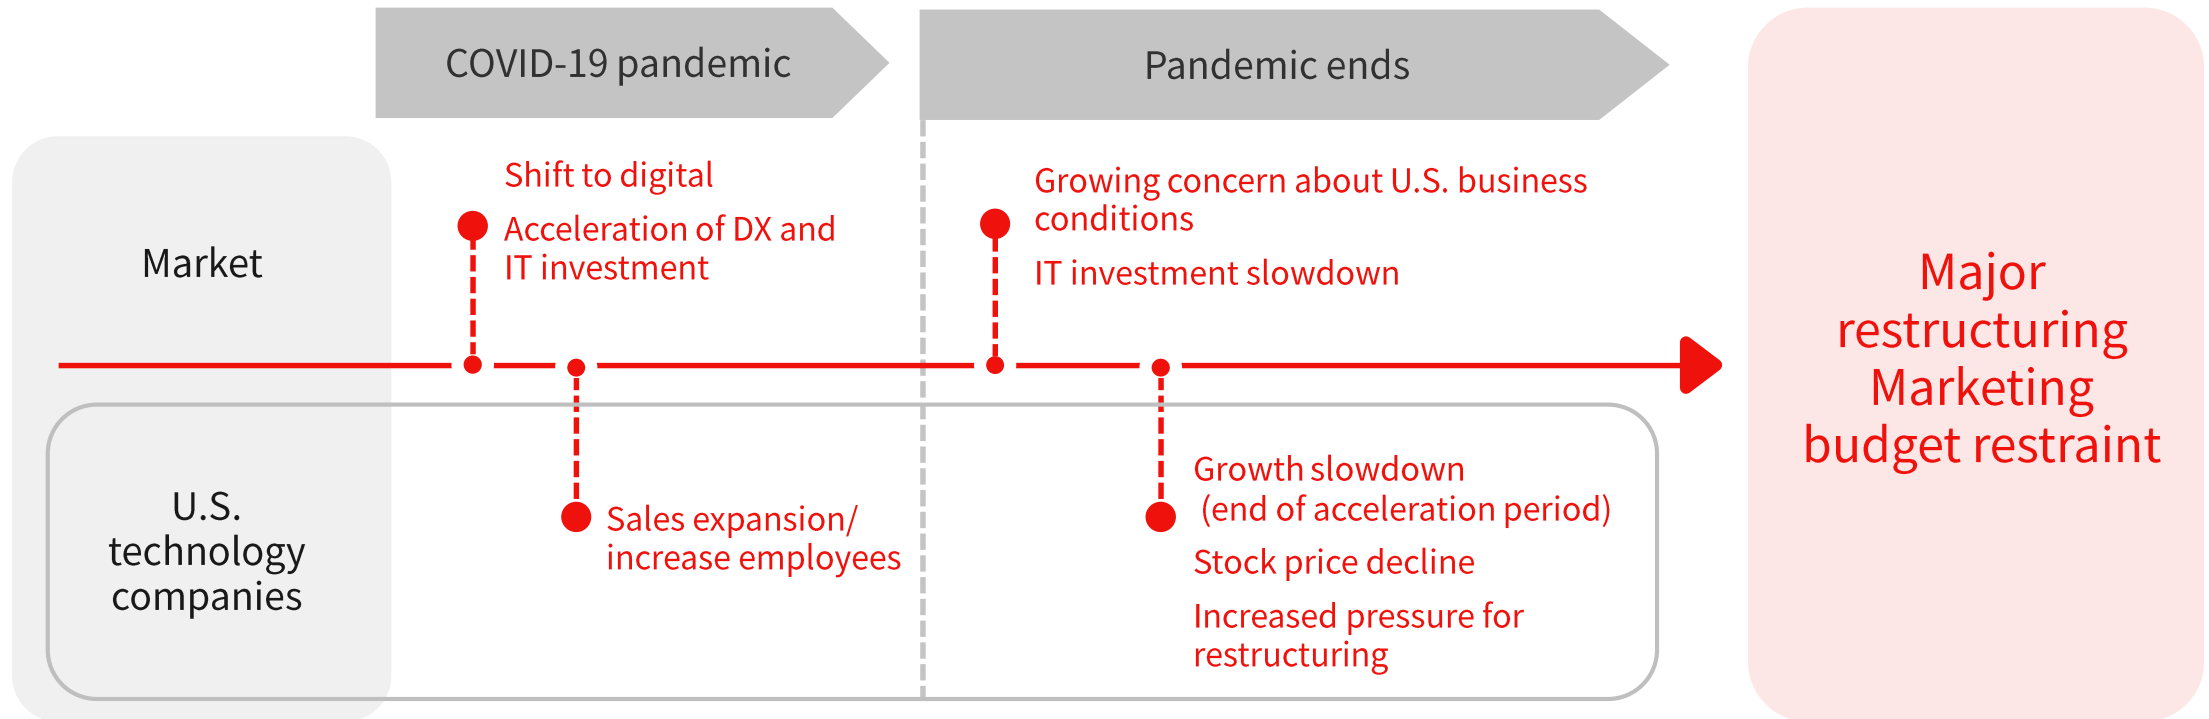 COVID-19 pandemic
Pandemic ends
Market
Shift to digital
Acceleration of DX and
IT investment
Growing concern about U.S. business
conditions
IT investment slowdown
U.S.
technology
companies
Sales expansion/
increase employees
Growth slowdown
(end of acceleration period)
Stock price decline
Increased pressure for
restructuring
Major
restructuring
Marketing
budget restraint